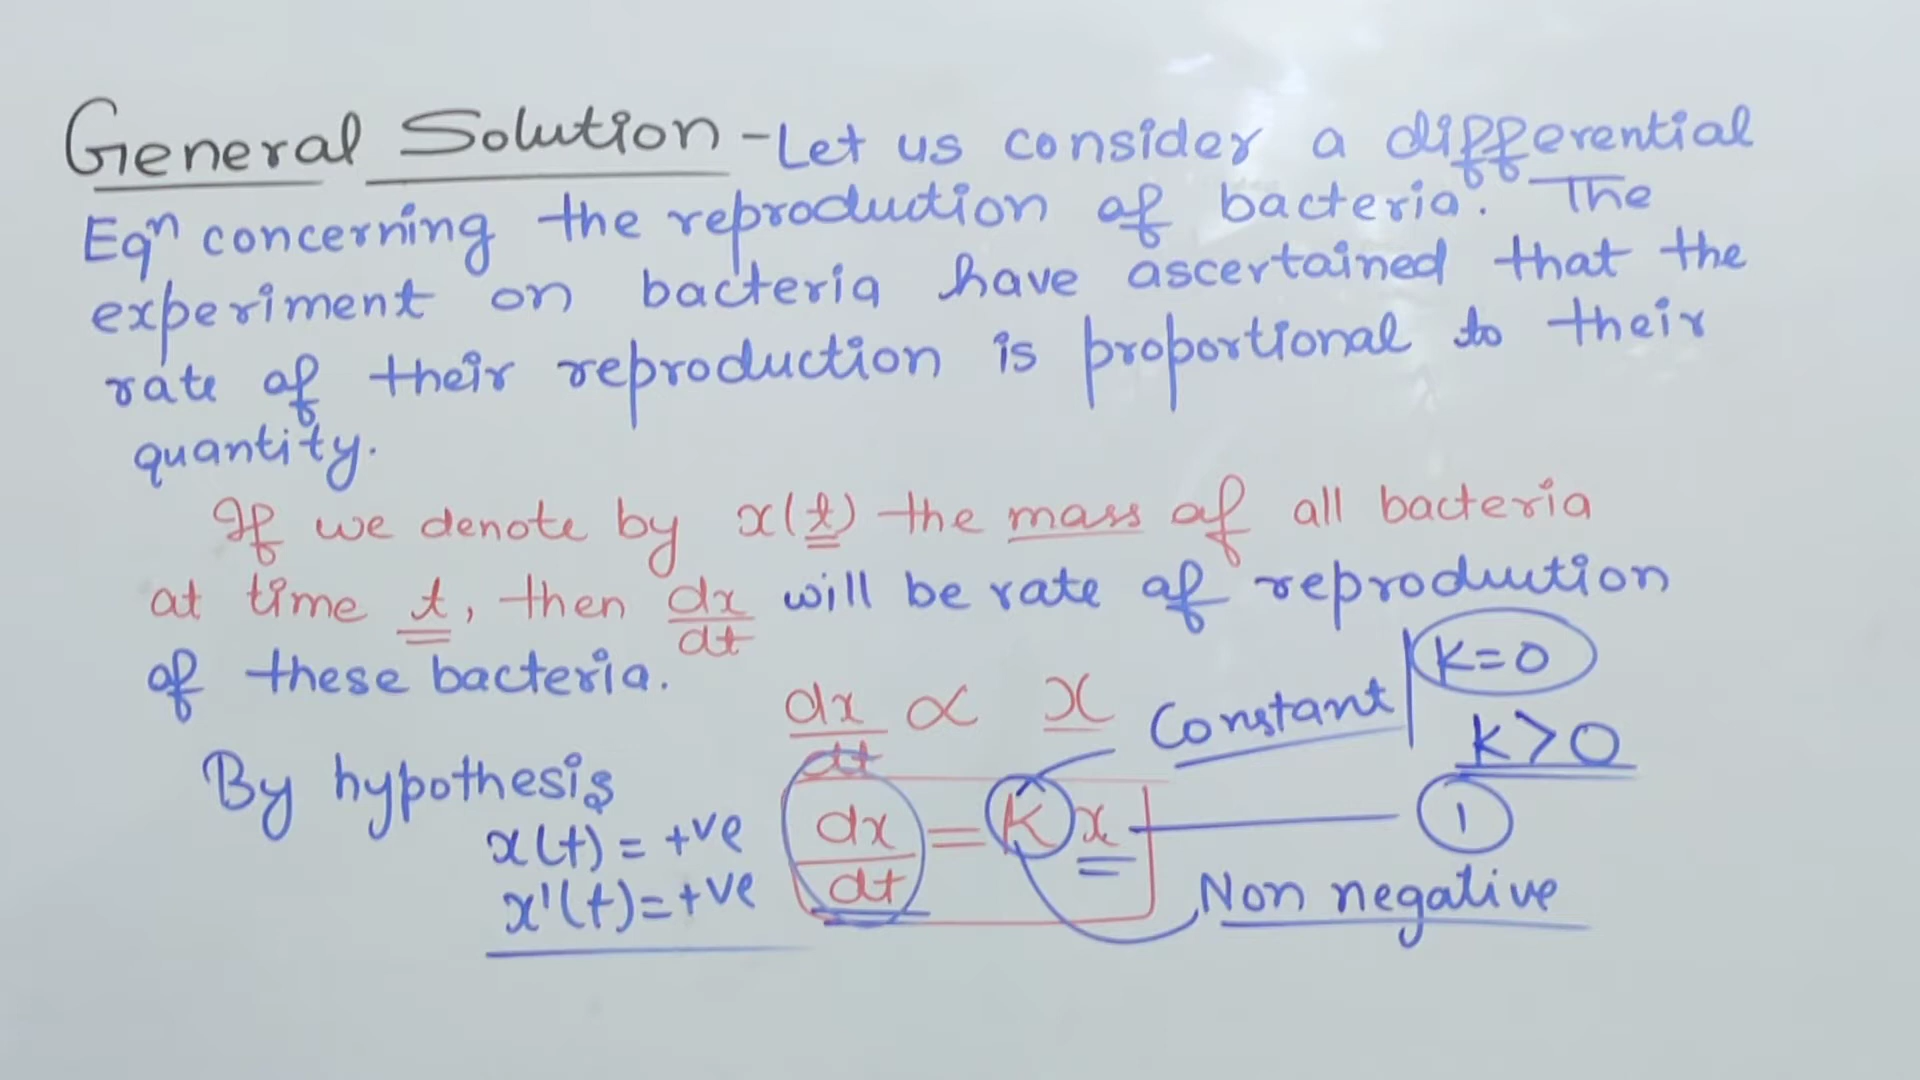 General Solution - Let us consider a differential
Eqⁿ concerning the reproduction of bacteria. The
experiment on bacteria have ascertained that the
rate of their reproduction is proportional to their
quantity.
If we denote by x(t) the mass of all bacteria
at time t, then dx/dt will be rate of reproduction
of these bacteria.
dx/dt ∝ x
Constant
K=0
K>0
By hypothesis
x(t) = +ve
x'(t) = +ve
dx/dt = Kx
1
Non negative